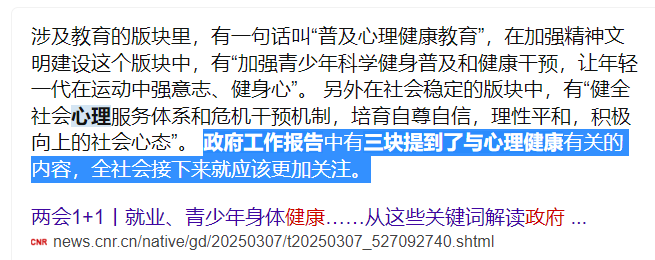 涉及教育的版块里，有一句话叫“普及心理健康教育”，在加强精神文
明建设这个版块中，有“加强青少年科学健身普及和健康干预，让年轻
一代在运动中强意志、健身心”。 另外在社会稳定的版块中，有“健全
社会心理服务体系和危机干预机制，培育自尊自信，理性平和，积极
向上的社会心态”。 政府工作报告中有三块提到了与心理健康有关的
内容，全社会接下来就应该更加关注。
两会1+1丨就业、青少年身体健康……从这些关键词解读政府 ...
CNR news.cnr.cn/native/gd/20250307/t20250307_527092740.shtml